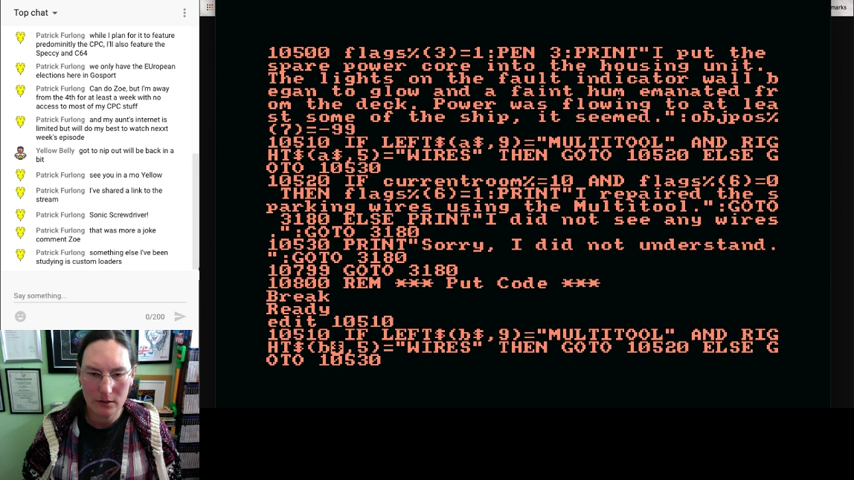 Top chat
Patrick Furlong while I plan for it to feature
predominitly the CPC, I'll also feature the
Speccy and C64
Patrick Furlong we only have the EUropean
elections here in Gosport
Patrick Furlong Can do Zoe, but I'm away
from the 4th for at least a week with no
access to most of my CPC stuff
Patrick Furlong and my aunt's internet is
limited but will do my best to watch nexxt
week's episode
Yellow Belly got to nip out will be back in a
bit
Patrick Furlong see you in a mo Yellow
Patrick Furlong I've shared a link to the
stream
Patrick Furlong Sonic Screwdriver!
Patrick Furlong that was more a joke
comment Zoe
Patrick Furlong something else I've been
studying is custom loaders
Say something...
0/200
marks
10500 flags%(3)=1:PEN 3:PRINT"I put the
spare power core into the housing unit.
The lights on the fault indicator wall b
egan to glow and a faint hum emanated fr
om the deck. Power was flowing to at lea
st some of the ship, it seemed.":objpos%
(7)=-99
10510 IF LEFT$(a$,9)="MULTITOOL" AND RIG
HT$(a$,5)="WIRES" THEN GOTO 10520 ELSE G
OTO 10530
10520 IF currentroom%=10 AND flags%(6)=0
THEN flags%(6)=1:PRINT"I repaired the s
parking wires using the Multitool.":GOTO
3180 ELSE PRINT"I did not see any wires
.":GOTO 3180
10530 PRINT"Sorry, I did not understand.
":GOTO 3180
10799 GOTO 3180
10800 REM *** Put Code ***
Break
Ready
edit 10510
10510 IF LEFT$(b$,9)="MULTITOOL" AND RIG
HT$(b$,5)="WIRES" THEN GOTO 10520 ELSE G
OTO 10530